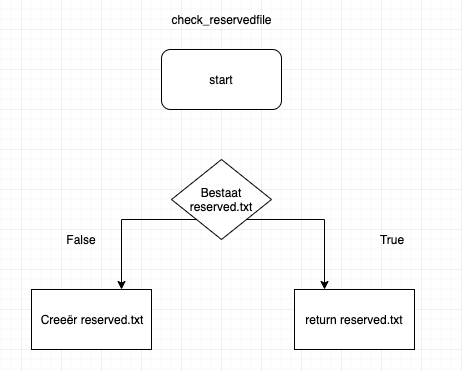 check_reservedfile
start
Bestaat
reserved.txt
False
True
Creeër reserved.txt
return reserved.txt